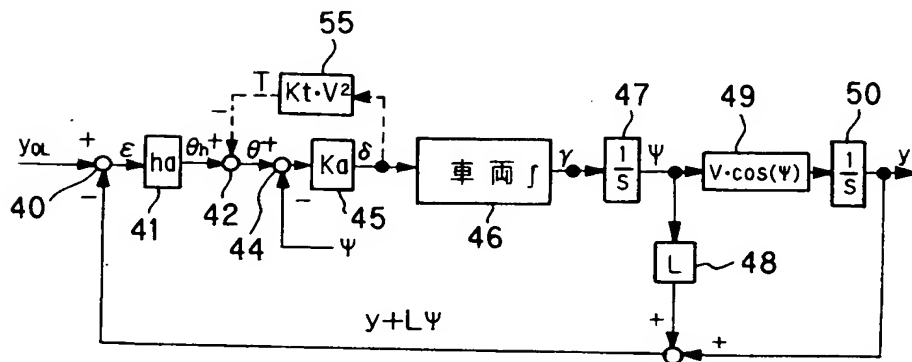 55
T
Kt·V²
−
47
49
50
yOL
+
ε
ha
θh
+
θ
+
Ka
δ
車両∫
γ
1/S
ψ
V·cos(ψ)
1/S
y
40
−
41
42
44
−
45
ψ
46
L
48
y+Lψ
+
+